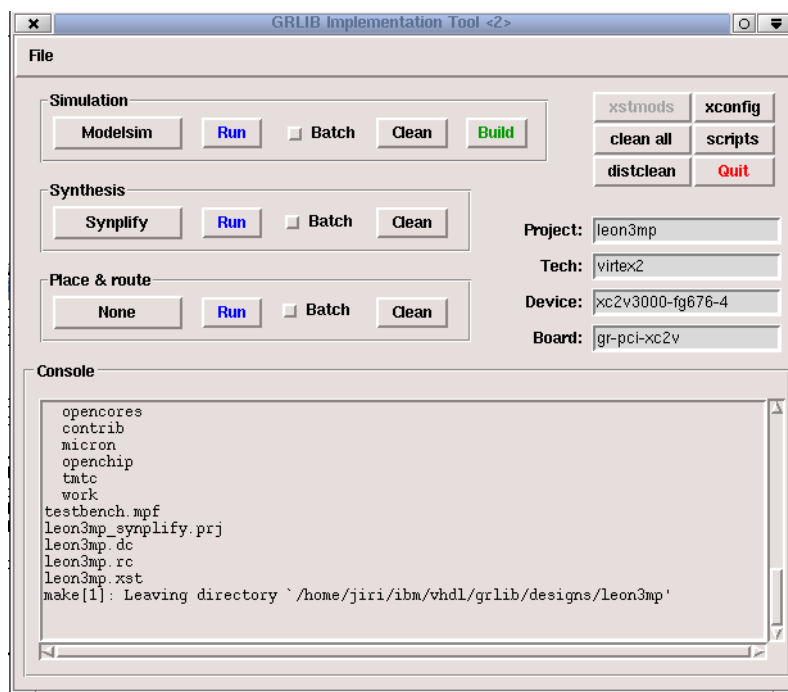 GRLIB Implementation Tool <2>
File
Simulation
Modelsim Run Batch Clean Build
Synthesis
Synplify Run Batch Clean
Place & route
None Run Batch Clean
xstmods xconfig
clean all scripts
distclean Quit
Project: leon3mp
Tech: virtex2
Device: xc2v3000-fg676-4
Board: gr-pci-xc2v
Console
opencores
contrib
micron
openchip
tmtc
work
testbench.mpf
leon3mp_synplify.prj
leon3mp.dc
leon3mp.rc
leon3mp.xst
make[1]: Leaving directory `/home/jiri/ibm/vhdl/grlib/designs/leon3mp'